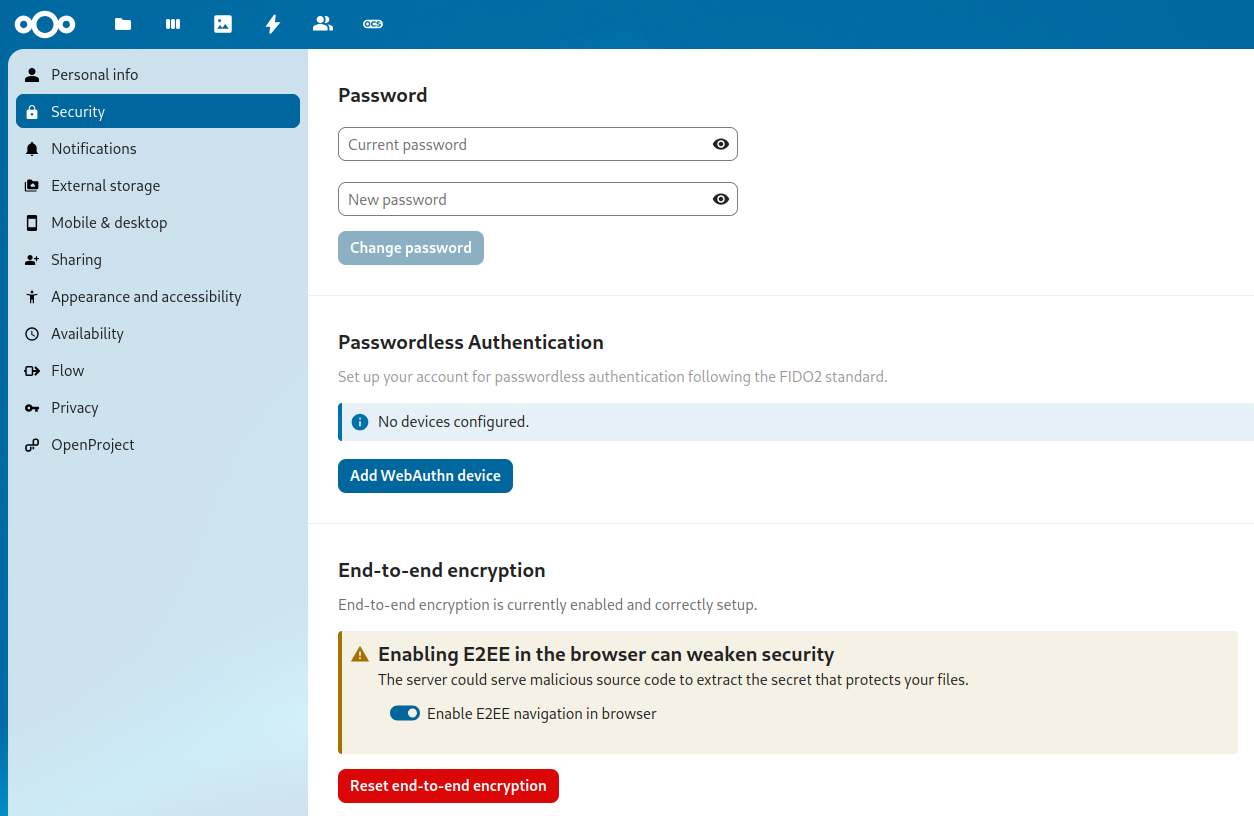 OCS
Personal info
Security
Notifications
External storage
Mobile & desktop
Sharing
Appearance and accessibility
Availability
Flow
Privacy
OpenProject
Password
Current password
New password
Change password
Passwordless Authentication
Set up your account for passwordless authentication following the FIDO2 standard.
No devices configured.
Add WebAuthn device
End-to-end encryption
End-to-end encryption is currently enabled and correctly setup.
Enabling E2EE in the browser can weaken security
The server could serve malicious source code to extract the secret that protects your files.
Enable E2EE navigation in browser
Reset end-to-end encryption